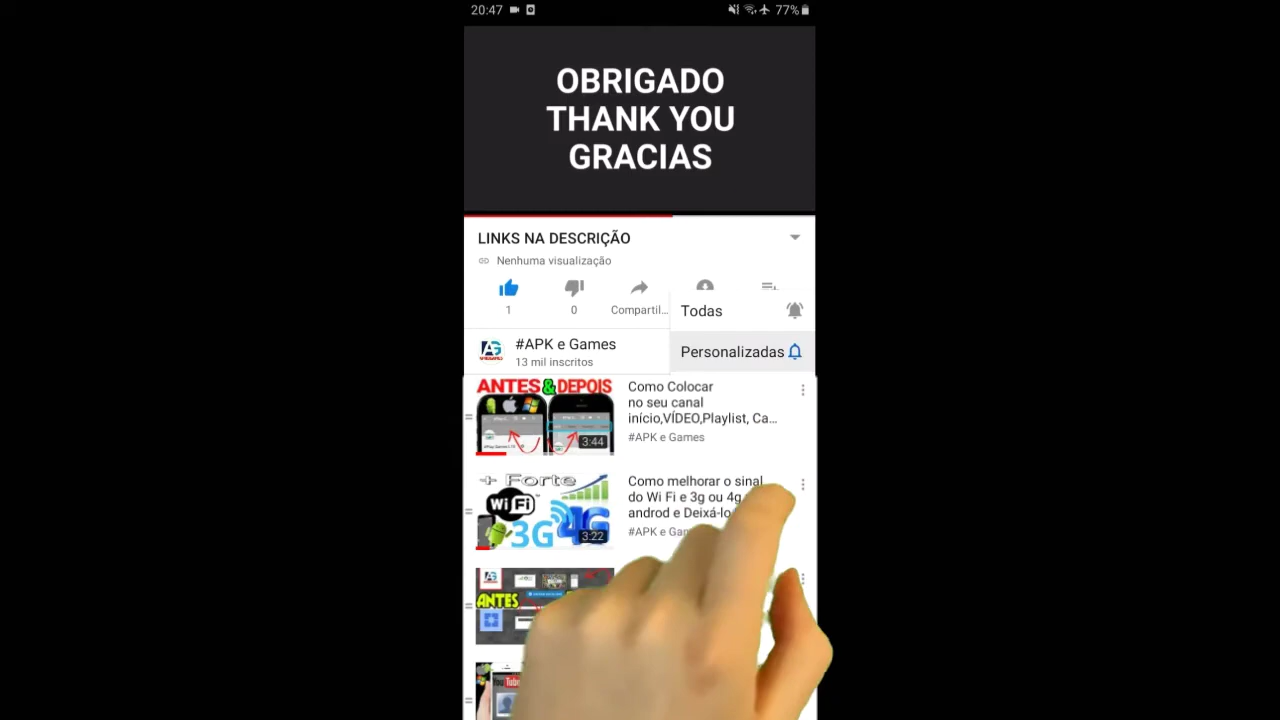 20:47
77%
OBRIGADO
THANK YOU
GRACIAS
LINKS NA DESCRIÇÃO
Nenhuma visualização
1
0
Compartil...
Todas
#APK e Games
13 mil inscritos
Personalizadas
ANTES & DEPOIS
3:44
Como Colocar
no seu canal
início,VÍDEO,Playlist, Ca...
#APK e Games
+ Forte
WiFi
3G
4G
3:22
Como melhorar o sinal
do Wi Fi e 3g ou 4g
androd e Deixá-lo
#APK e Gam
ANTES
You Tub